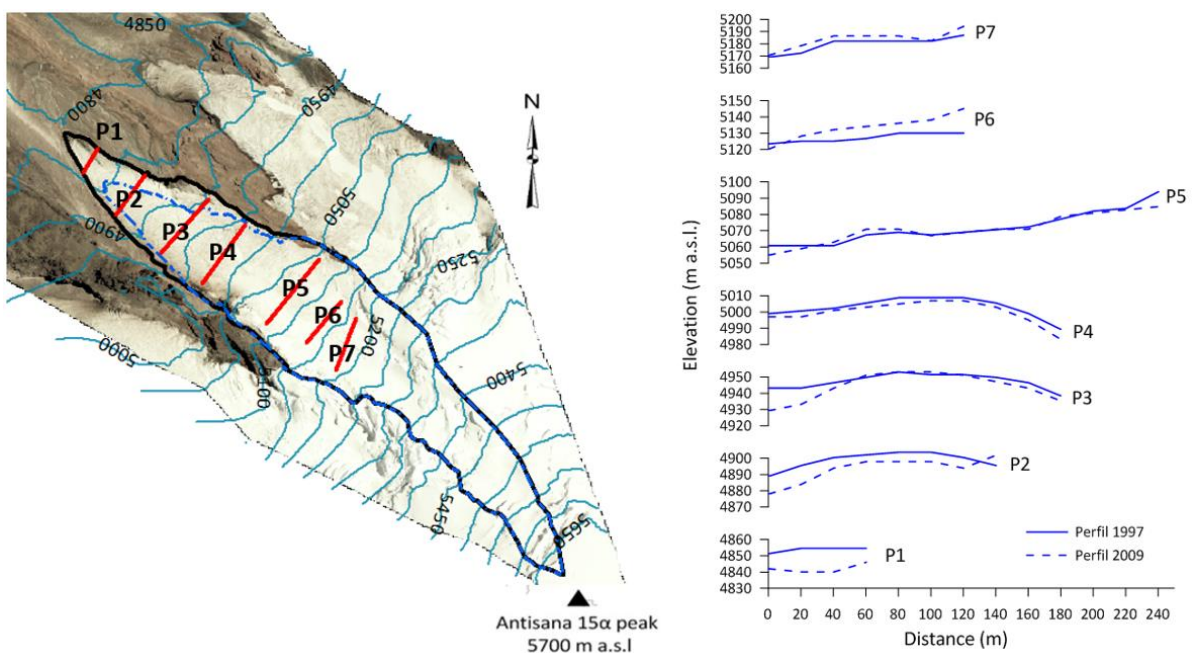 4850
4800
4950
N
P1
P2
4900
P3
P4
5050
5250
P5
P6
P7
5200
5000
5100
5400
5450
5650
Antisana 15α peak
5700 m a.s.l
Elevation (m a.s.l.)
5200
5190
5180
5170
5160
P7
5150
5140
5130
5120
P6
5100
5090
5080
5070
5060
5050
P5
5010
5000
4990
4980
P4
4950
4940
4930
4920
P3
4900
4890
4880
4870
P2
4860
4850
4840
4830
P1
Perfil 1997
Perfil 2009
0 20 40 60 80 100 120 140 160 180 200 220 240
Distance (m)